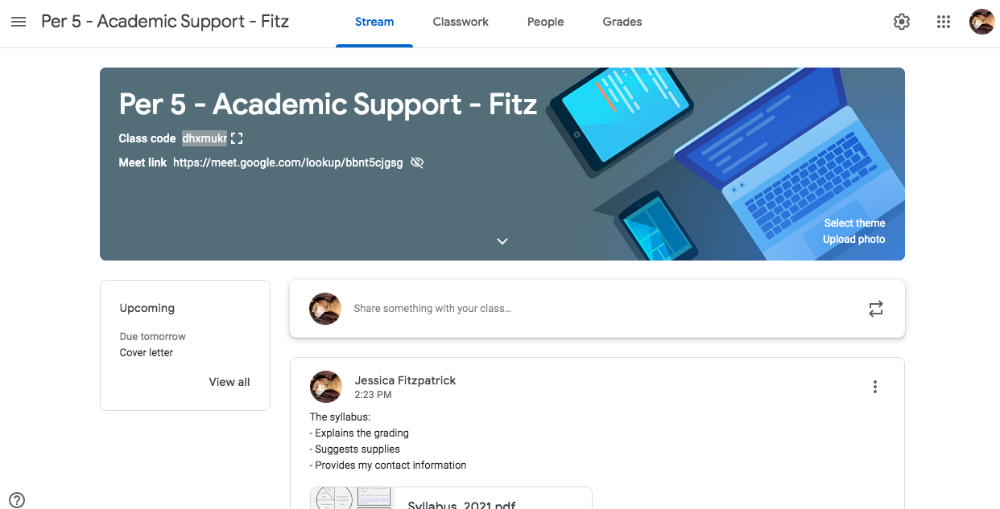 Per 5 - Academic Support - Fitz
Stream Classwork People Grades
Per 5 - Academic Support - Fitz
Class code dhxmukr
Meet link https://meet.google.com/lookup/bbnt5cjgsg
Select theme
Upload photo
Upcoming
Due tomorrow
Cover letter
View all
Share something with your class...
Jessica Fitzpatrick
2:23 PM
The syllabus:
- Explains the grading
- Suggests supplies
- Provides my contact information
Syllabus_2021.pdf